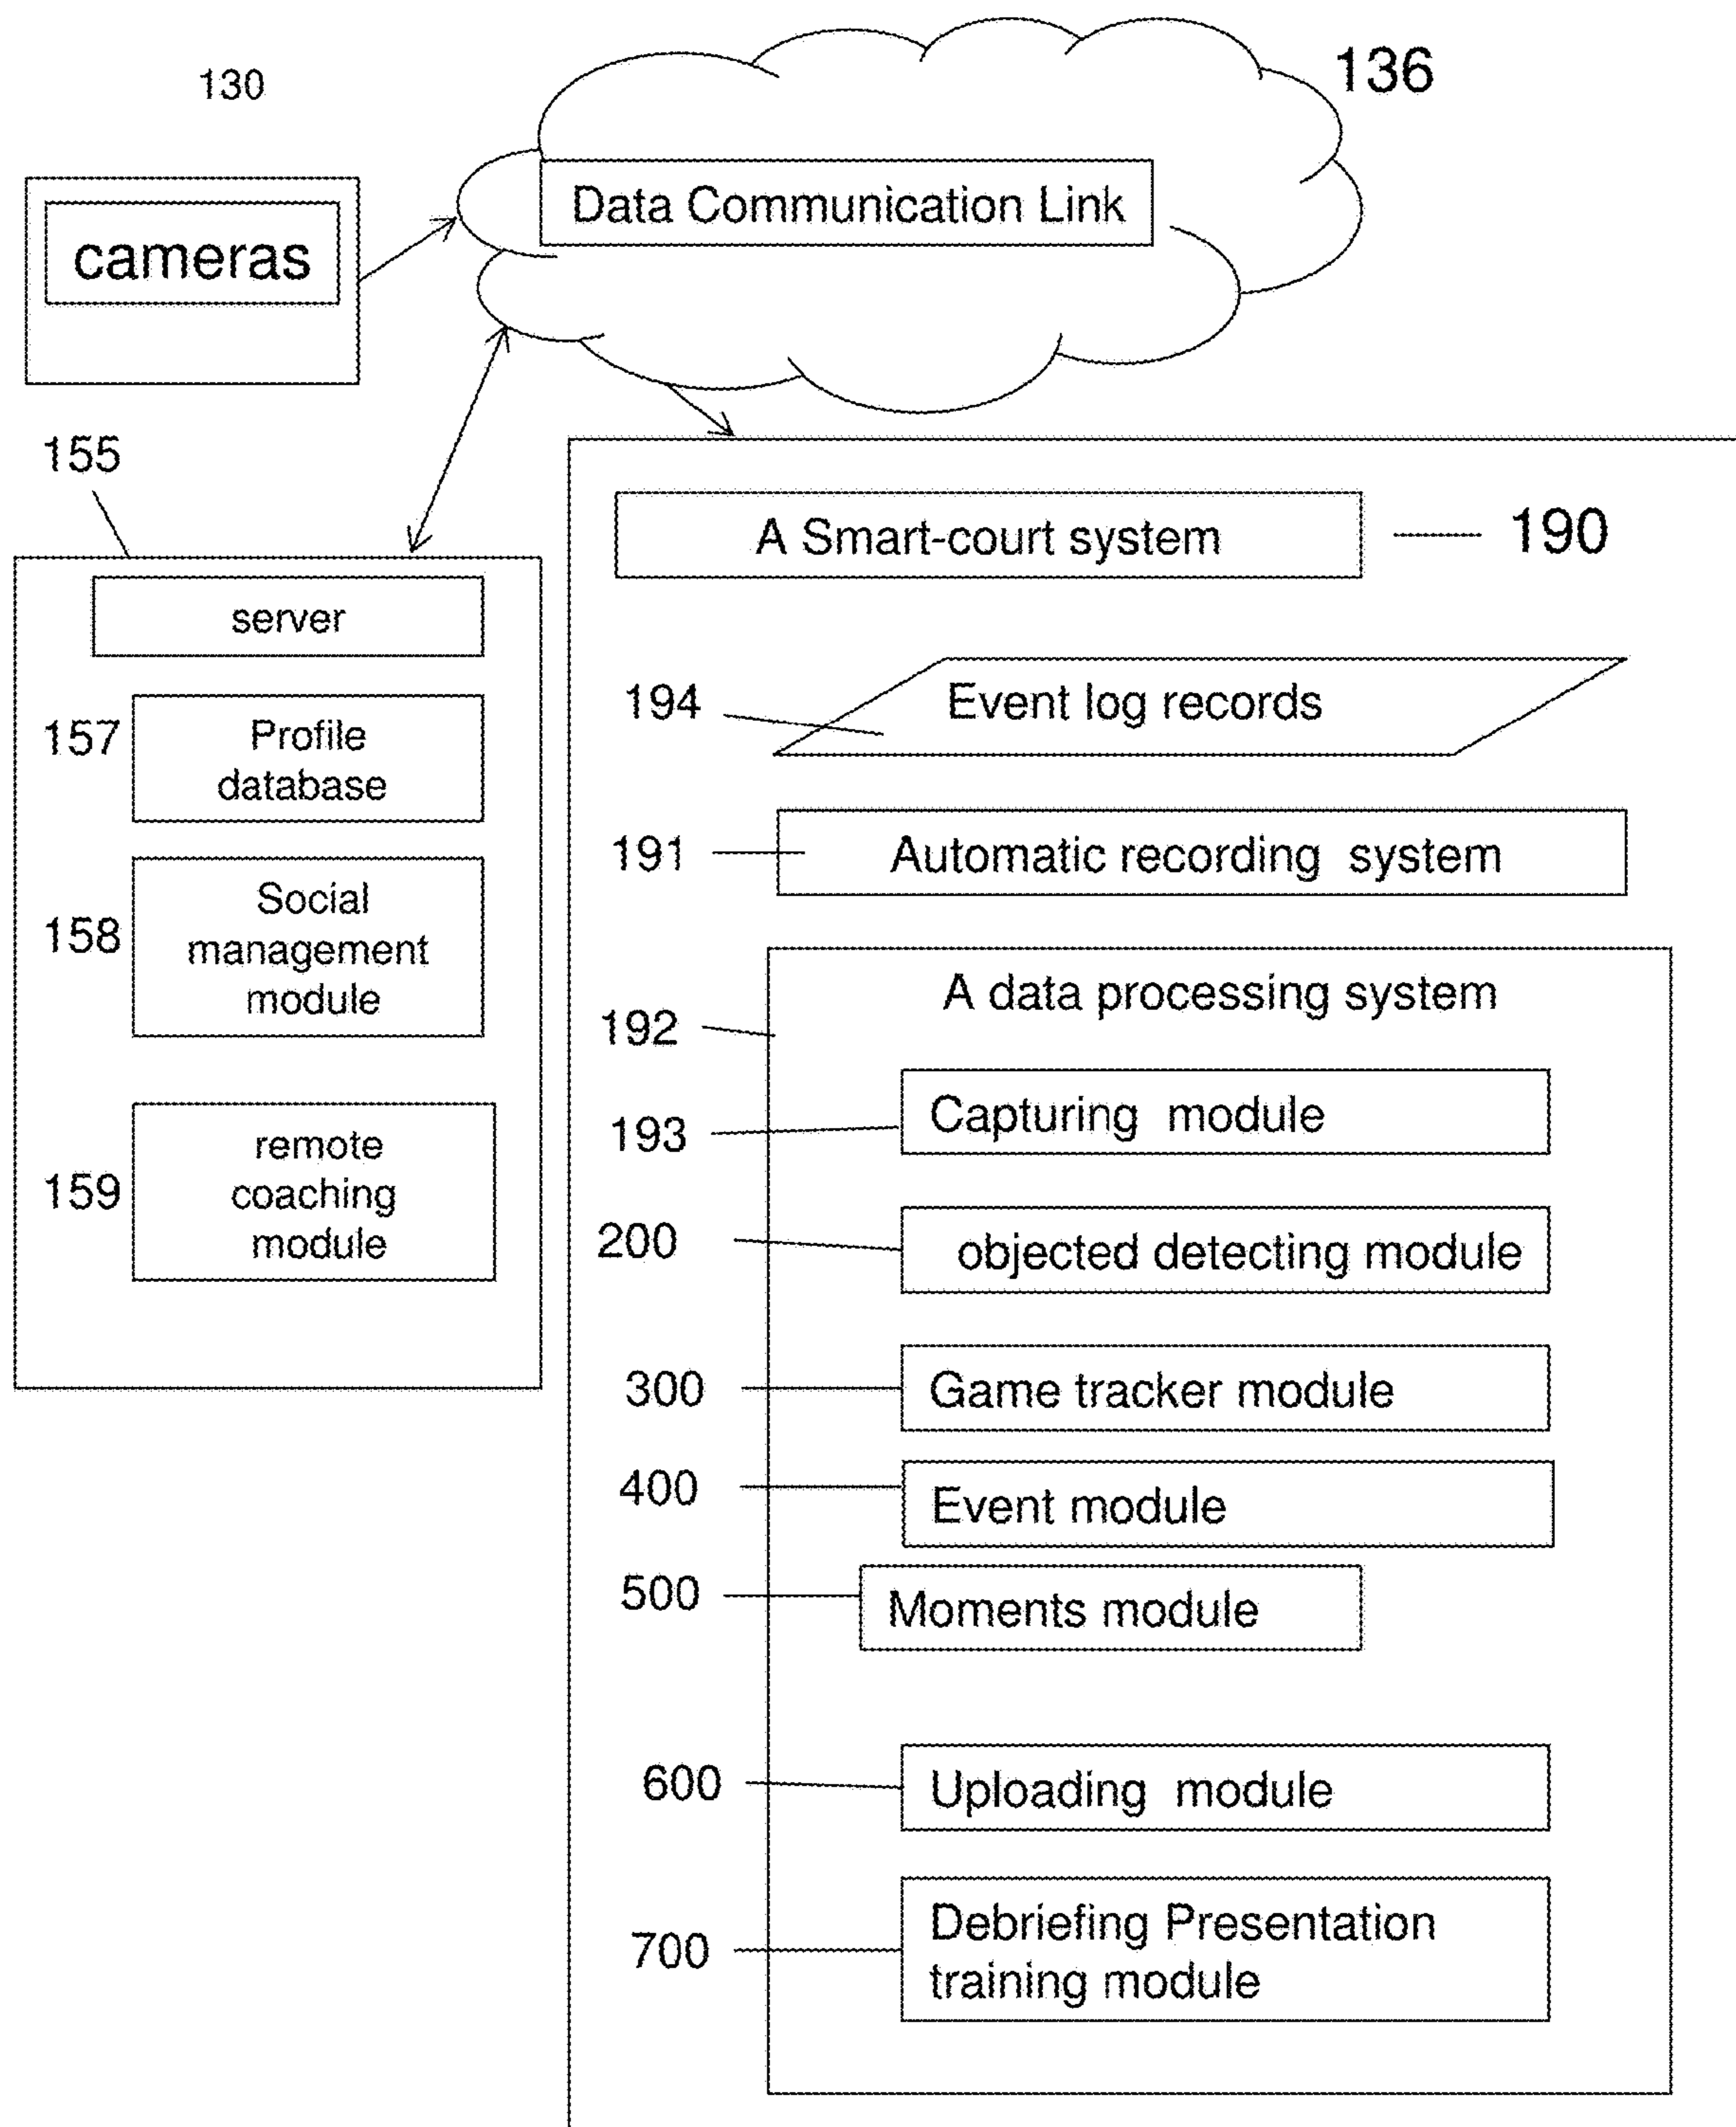 130
136
Data Communication Link
cameras
155
server
157
Profile
database
158
Social
management
module
159
remote
coaching
module
A Smart-court system
190
194
Event log records
191
Automatic recording system
A data processing system
192
Capturing module
193
200
objected detecting module
300
Game tracker module
400
Event module
500
Moments module
600
Uploading module
700
Debriefing Presentation
training module